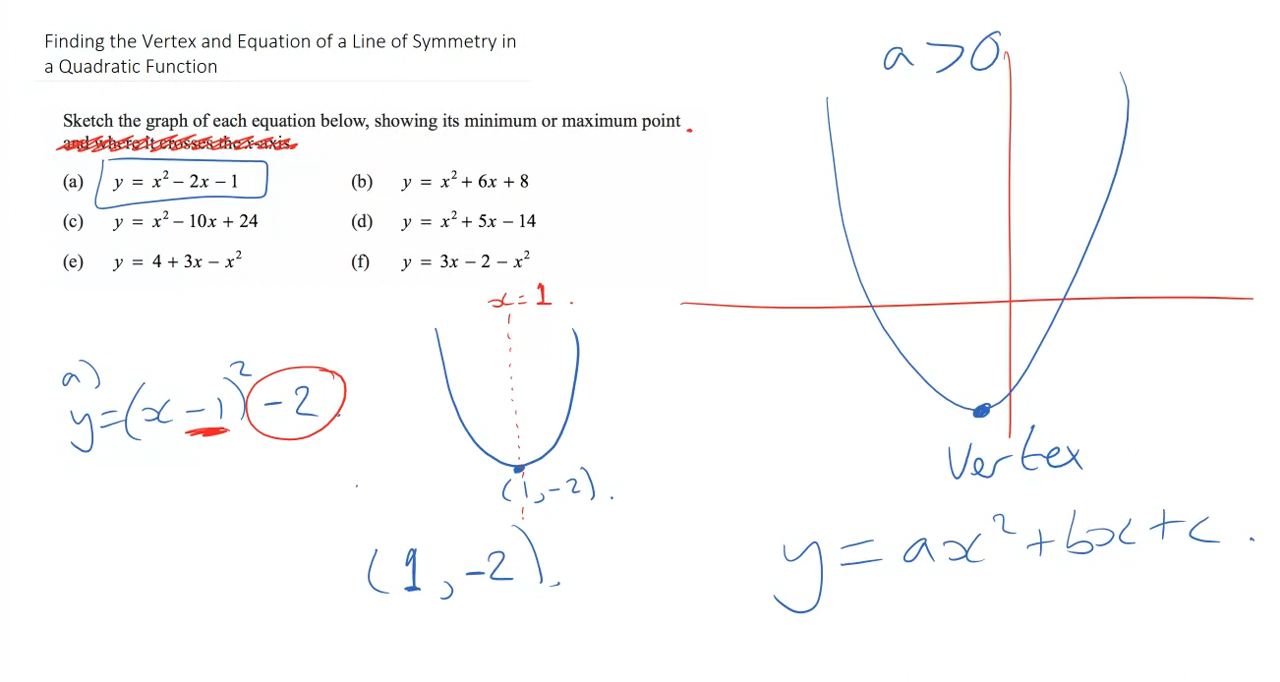 Finding the Vertex and Equation of a Line of Symmetry in
a Quadratic Function
Sketch the graph of each equation below, showing its minimum or maximum point .
and where it crosses the x-axis.
(a) y = x² − 2x − 1
(b) y = x² + 6x + 8
(c) y = x² − 10x + 24
(d) y = x² + 5x − 14
(e) y = 4 + 3x − x²
(f) y = 3x − 2 − x²
x=1 .
a)
y=(x-1)²-2
(1,-2).
(1,-2).
a>0
Vertex
y=ax²+bx+c.